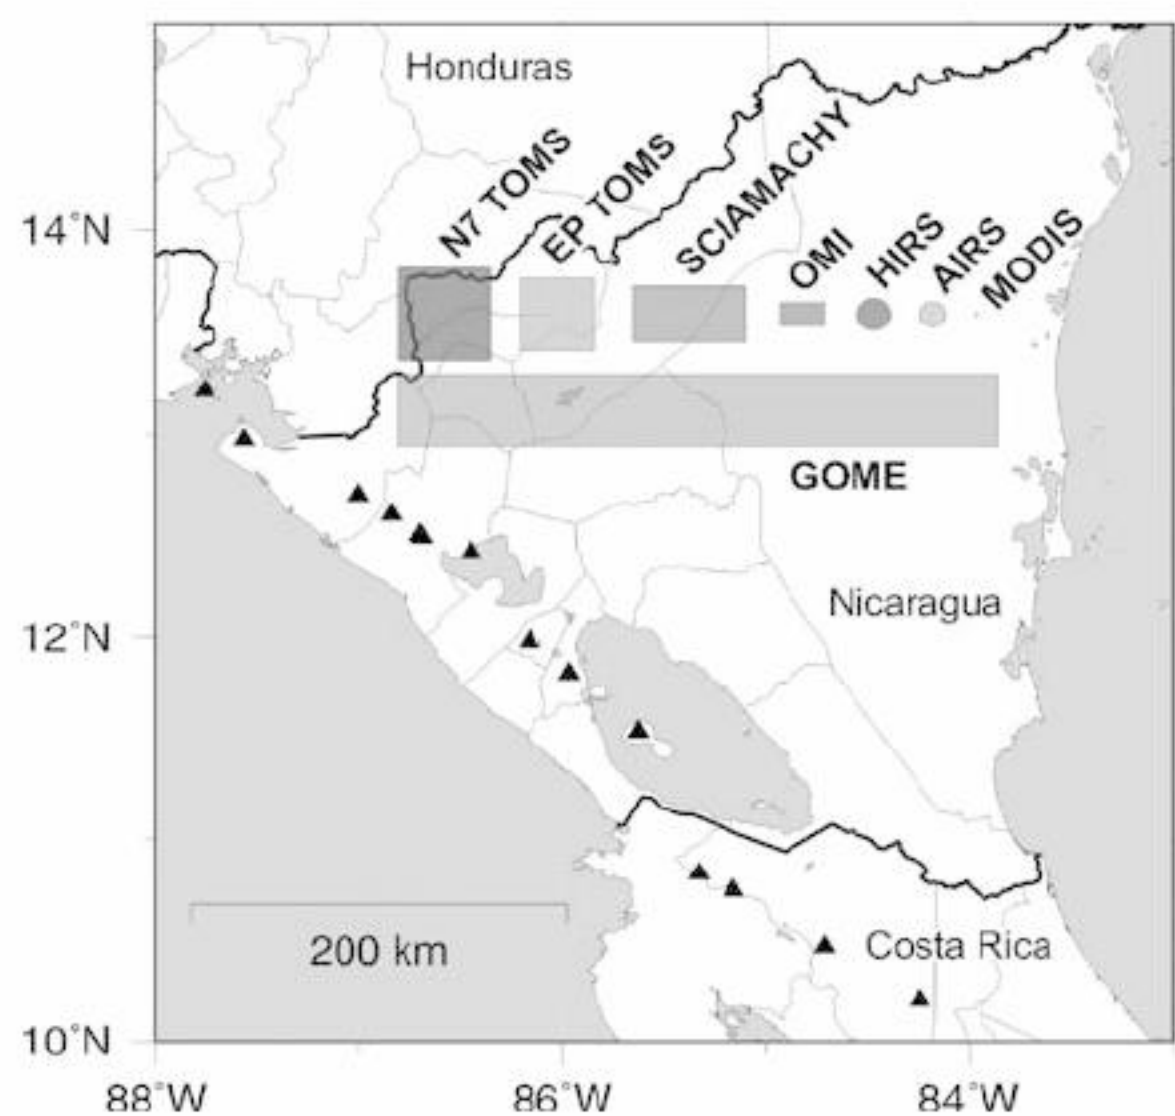 Honduras
N7 TOMS
EP TOMS
SCIAMACHY
OMI
HIRS
AIRS
MODIS
14°N
GOME
Nicaragua
12°N
200 km
Costa Rica
10°N
88°W
86°W
84°W